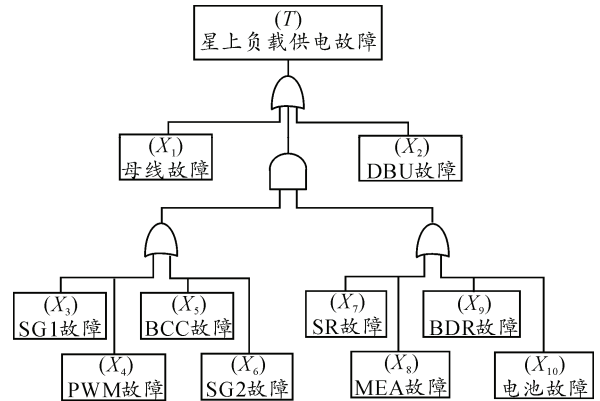 (T)
星上负载供电故障
(X₁)
母线故障
(X₂)
DBU故障
(X₃)
SG1故障
(X₅)
BCC故障
(X₇)
SR故障
(X₉)
BDR故障
(X₄)
PWM故障
(X₆)
SG2故障
(X₈)
MEA故障
(X₁₀)
电池故障